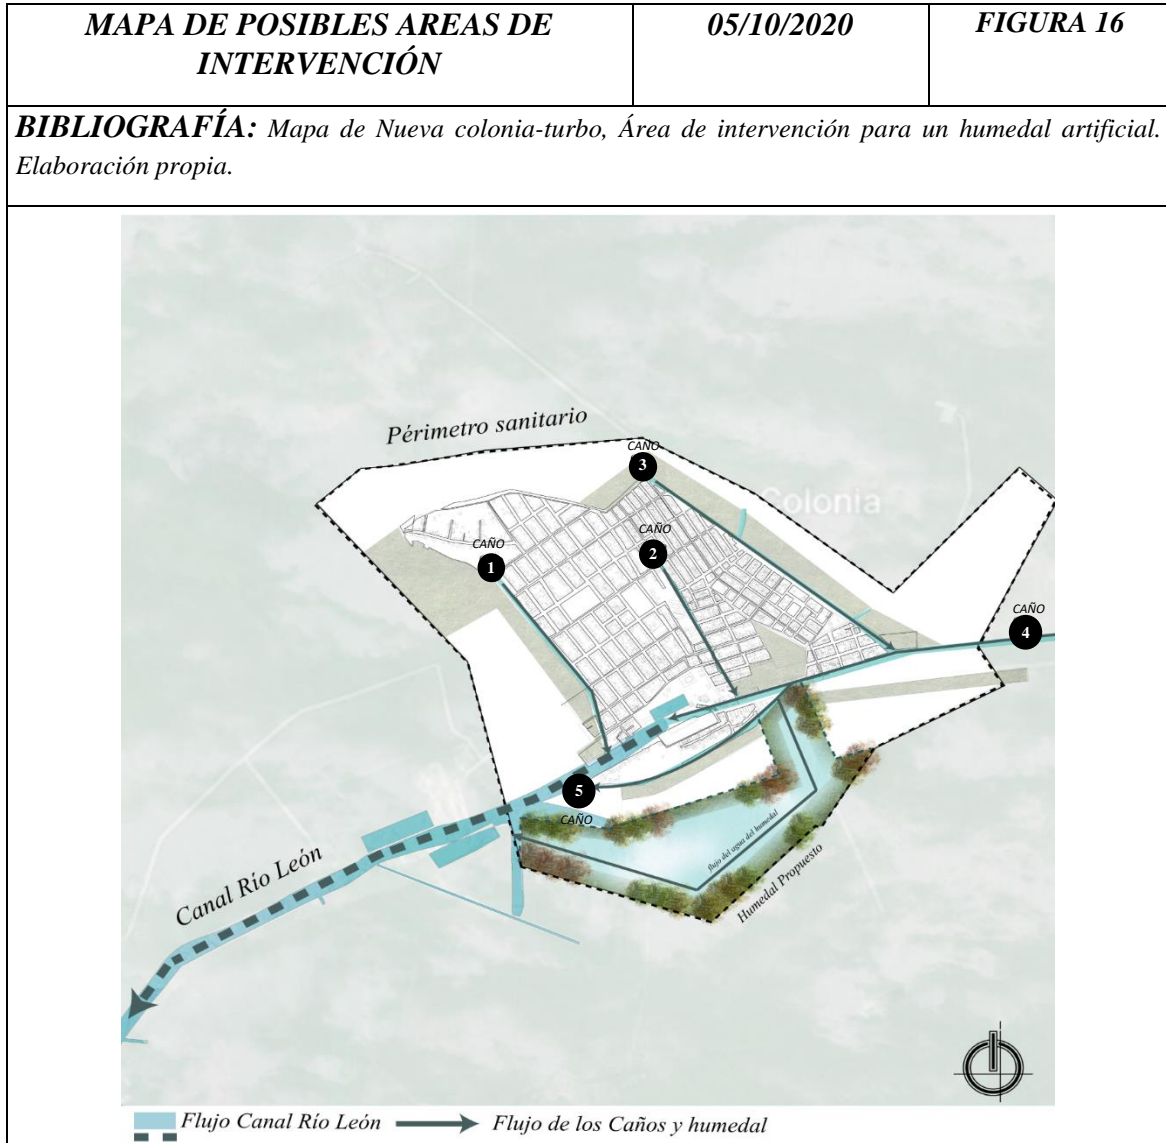 MAPA DE POSIBLES AREAS DE
INTERVENCIÓN
05/10/2020
FIGURA 16
BIBLIOGRAFÍA: Mapa de Nueva colonia-turbo, Área de intervención para un humedal artificial.
Elaboración propia.
Périmetro sanitario
CAÑO
3
Colonia
CAÑO
2
CAÑO
1
CAÑO
4
5
CAÑO
flujo del agua del humedal
Humedal Propuesto
Canal Río León
Flujo Canal Río León
Flujo de los Caños y humedal